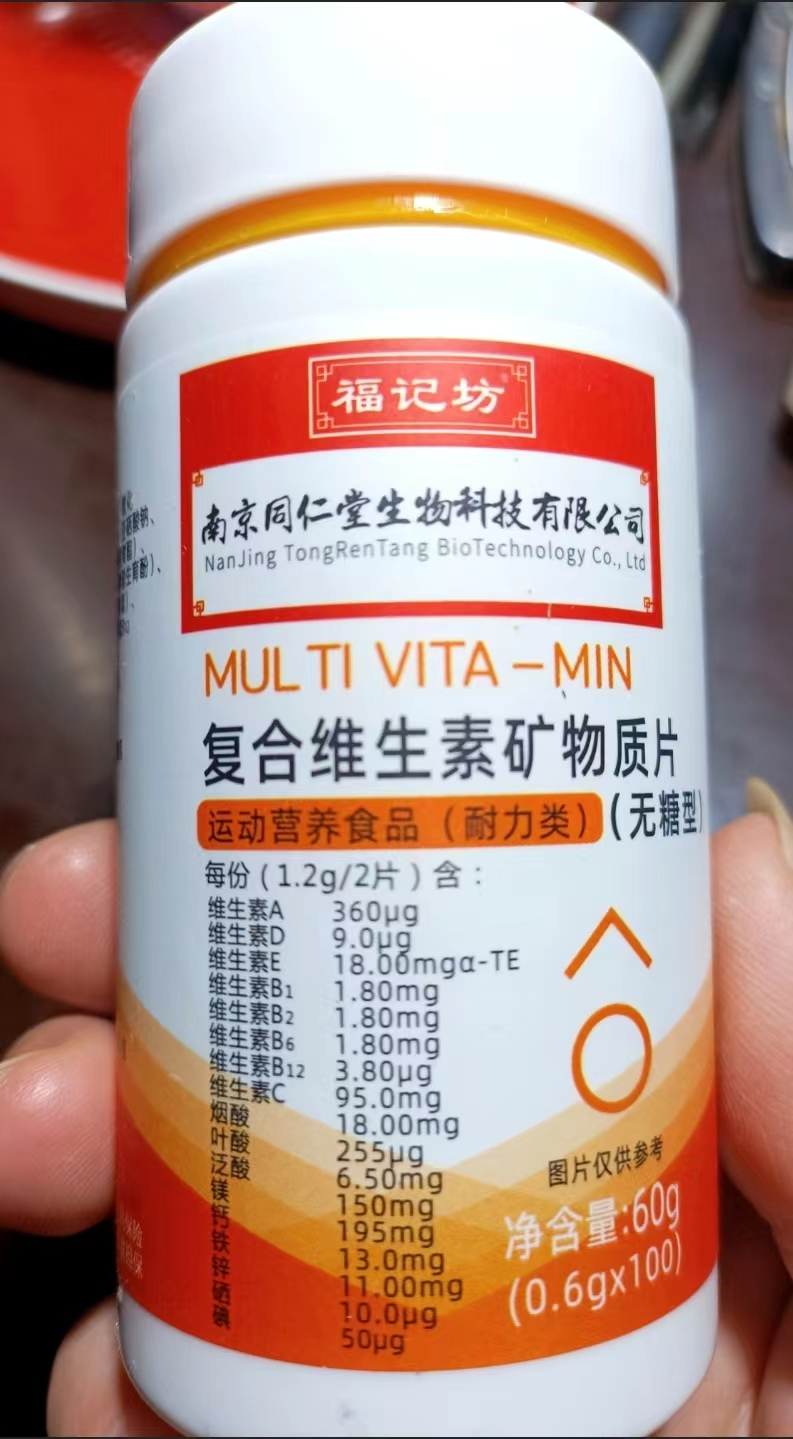 福记坊
南京同仁堂生物科技有限公司
NanJing TongRenTang BioTechnology Co., Ltd
MULTI VITA-MIN
复合维生素矿物质片
运动营养食品（耐力类）(无糖型)
每份(1.2g/2片)含：
维生素A 360μg
维生素D 9.0μg
维生素E 18.00mgα-TE
维生素B1 1.80mg
维生素B2 1.80mg
维生素B6 1.80mg
维生素B12 3.80μg
维生素C 95.0mg
烟酸 18.00mg
叶酸 255μg
泛酸 6.50mg
镁 150mg
钙 195mg
铁 13.0mg
锌 11.00mg
硒 10.0μg
碘 50μg
图片仅供参考
净含量:60g
(0.6gx100)